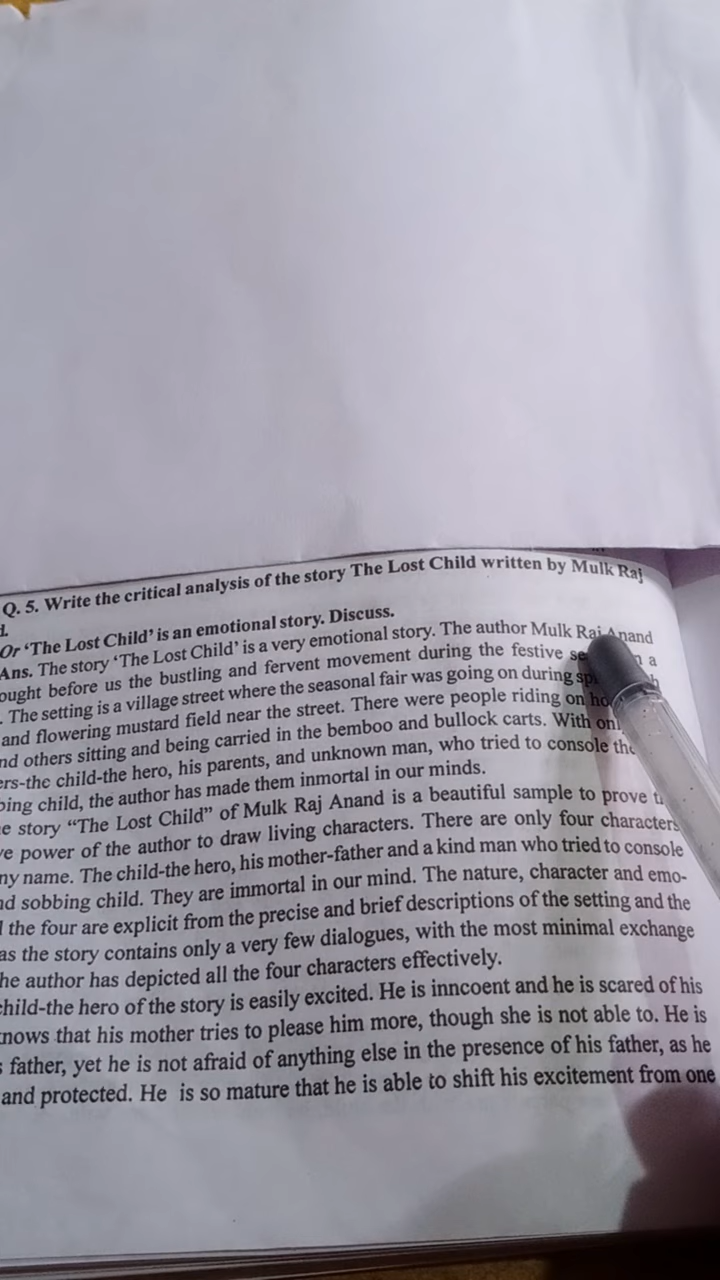 Q. 5. Write the critical analysis of the story The Lost Child written by Mulk Raj
d.
Or ‘The Lost Child’ is an emotional story. Discuss.
Ans. The story ‘The Lost Child’ is a very emotional story. The author Mulk Raj Anand
ought before us the bustling and fervent movement during the festive a
. The setting is a village street where the seasonal fair was going on during
and flowering mustard field near the street. There were people riding on
nd others sitting and being carried in the bemboo and bullock carts. With
ers-the child-the hero, his parents, and unknown man, who tried to console
bing child, the author has made them inmortal in our minds.
e story “The Lost Child” of Mulk Raj Anand is a beautiful sample to prove
ve power of the author to draw living characters. There are only four characters
ny name. The child-the hero, his mother-father and a kind man who tried to console
nd sobbing child. They are immortal in our mind. The nature, character and emo-
l the four are explicit from the precise and brief descriptions of the setting and the
as the story contains only a very few dialogues, with the most minimal exchange
he author has depicted all the four characters effectively.
child-the hero of the story is easily excited. He is inncoent and he is scared of his
knows that his mother tries to please him more, though she is not able to. He is
s father, yet he is not afraid of anything else in the presence of his father, as he
and protected. He is so mature that he is able to shift his excitement from one